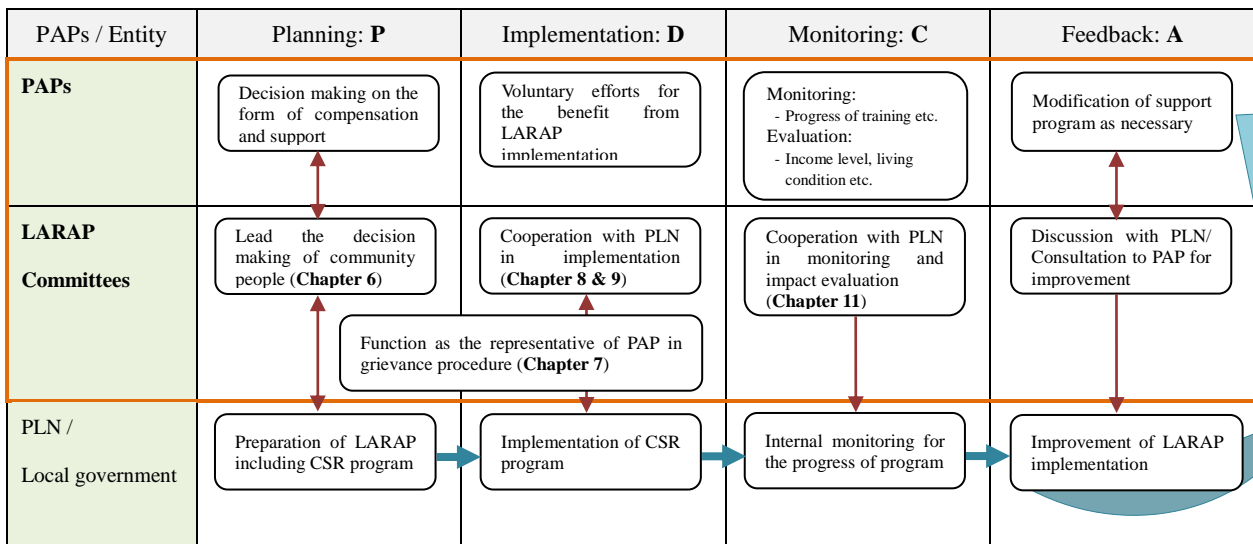 PAPs / Entity
Planning: P
Implementation: D
Monitoring: C
Feedback: A
PAPs
Decision making on the
form of compensation
and support
Voluntary efforts for
the benefit from
LARAP
implementation
Monitoring:
- Progress of training etc.
Evaluation:
- Income level, living
condition etc.
Modification of support
program as necessary
LARAP
Committees
Lead the decision
making of community
people (Chapter 6)
Cooperation with PLN
in implementation
(Chapter 8 & 9)
Cooperation with PLN
in monitoring and
impact evaluation
(Chapter 11)
Discussion with PLN/
Consultation to PAP for
improvement
Function as the representative of PAP in
grievance procedure (Chapter 7)
PLN /
Local government
Preparation of LARAP
including CSR program
Implementation of CSR
program
Internal monitoring for
the progress of program
Improvement of LARAP
implementation